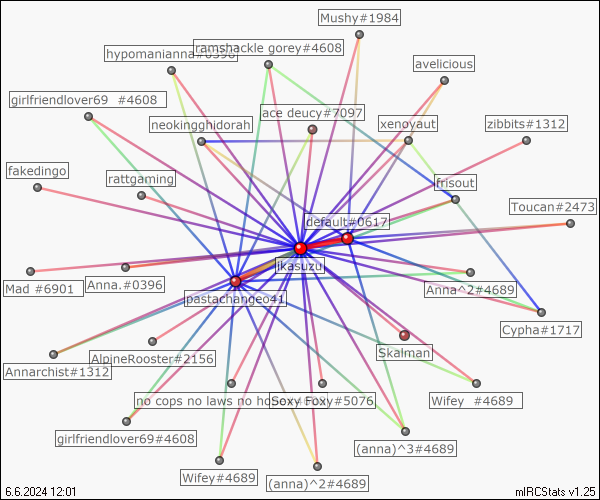 Mushy#1984
ramshackle gorey#4608
avelicious
girlfriendlover69 #4608
ace deucy#7097
neokingghidorah
xenoyaut
zibbits#1312
fakedingo
rattgaming
frisout
Toucan#2473
default#0617
ikasuzu
Mad #6901
Anna.#0396
Anna^2#4689
pastachangeo41
Cypha#1717
Annarchist#1312
AlpineRooster#2156
Skalman
no cops no laws no
Sexy Foxy#5076
Wifey #4689
girlfriendlover69#4608
(anna)^3#4689
Wifey#4689
(anna)^2#4689
6.6.2024 12:01
mIRCStats v1.25